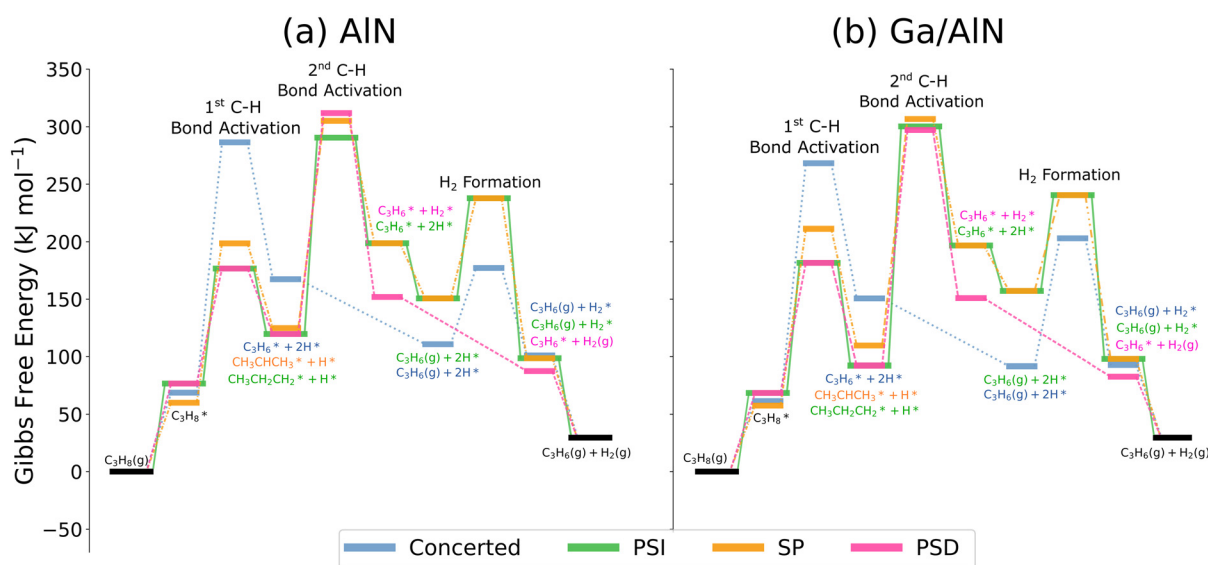 (a) AlN
(b) Ga/AlN
Gibbs Free Energy (kJ mol⁻¹)
350
300
250
200
150
100
50
0
−50
1st C-H
Bond Activation
2nd C-H
Bond Activation
H₂ Formation
C₃H₆* + H₂*
C₃H₆* + 2H*
C₃H₈(g)
C₃H₈*
C₃H₆* + 2H*
CH₃CHCH₃* + H*
CH₃CH₂CH₂* + H*
C₃H₆(g) + 2H*
C₃H₆(g) + 2H*
C₃H₆(g) + H₂*
C₃H₆(g) + H₂*
C₃H₆* + H₂(g)
C₃H₆(g) + H₂(g)
1st C-H
Bond Activation
2nd C-H
Bond Activation
H₂ Formation
C₃H₆* + H₂*
C₃H₆* + 2H*
C₃H₈(g)
C₃H₈*
C₃H₆* + 2H*
CH₃CHCH₃* + H*
CH₃CH₂CH₂* + H*
C₃H₆(g) + 2H*
C₃H₆(g) + 2H*
C₃H₆(g) + H₂*
C₃H₆(g) + H₂*
C₃H₆* + H₂(g)
C₃H₆(g) + H₂(g)
Concerted PSI SP PSD